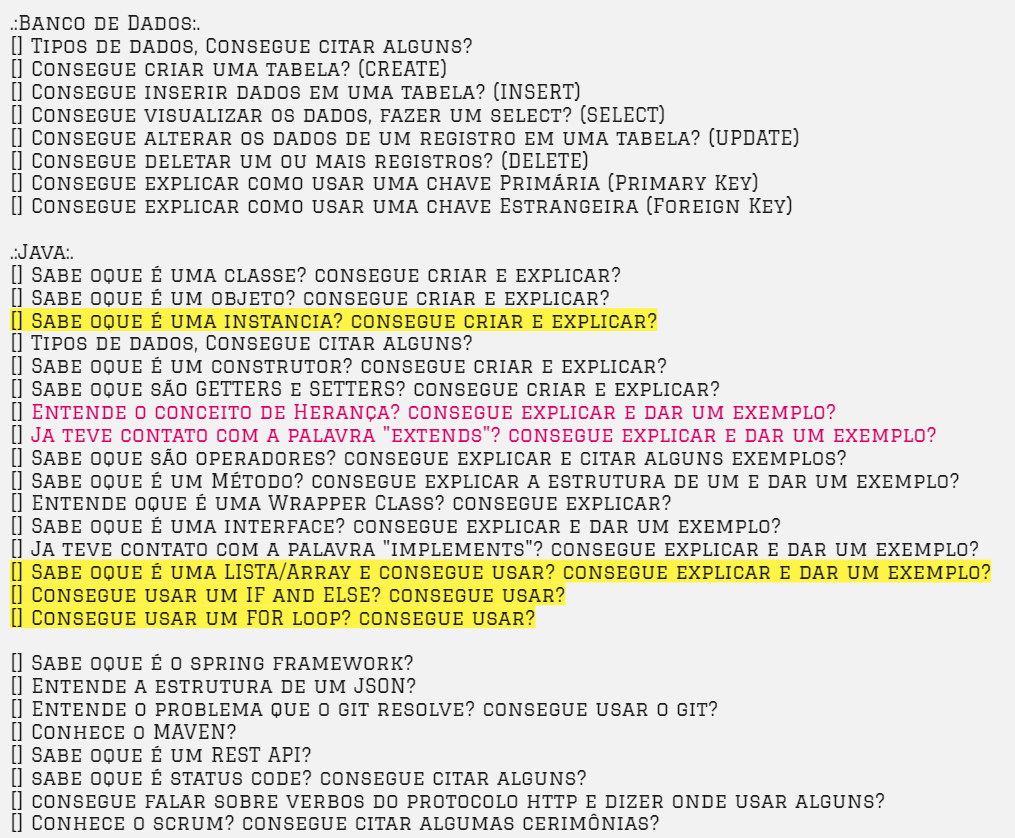 .:Banco de Dados:.
[] Tipos de dados, Consegue citar alguns?
[] Consegue criar uma tabela? (CREATE)
[] Consegue inserir dados em uma tabela? (INSERT)
[] Consegue visualizar os dados, fazer um select? (SELECT)
[] Consegue alterar os dados de um registro em uma tabela? (UPDATE)
[] Consegue deletar um ou mais registros? (DELETE)
[] Consegue explicar como usar uma chave Primária (Primary Key)
[] Consegue explicar como usar uma chave Estrangeira (Foreign Key)

.:Java:.
[] Sabe oque é uma classe? consegue criar e explicar?
[] Sabe oque é um objeto? consegue criar e explicar?
[] Sabe oque é uma instancia? consegue criar e explicar?
[] Tipos de dados, Consegue citar alguns?
[] Sabe oque é um construtor? consegue criar e explicar?
[] Sabe oque são GETTERS e SETTERS? consegue criar e explicar?
[] Entende o conceito de Herança? consegue explicar e dar um exemplo?
[] Ja teve contato com a palavra "extends"? consegue explicar e dar um exemplo?
[] Sabe oque são operadores? consegue explicar e citar alguns exemplos?
[] Sabe oque é um Método? consegue explicar a estrutura de um e dar um exemplo?
[] Entende oque é uma Wrapper Class? consegue explicar?
[] Sabe oque é uma interface? consegue explicar e dar um exemplo?
[] Ja teve contato com a palavra "implements"? consegue explicar e dar um exemplo?
[] Sabe oque é uma LISTA/Array e consegue usar? consegue explicar e dar um exemplo?
[] Consegue usar um IF and ELSE? consegue usar?
[] Consegue usar um FOR loop? consegue usar?

[] Sabe oque é o spring framework?
[] Entende a estrutura de um JSON?
[] Entende o problema que o git resolve? consegue usar o git?
[] Conhece o MAVEN?
[] Sabe oque é um REST API?
[] sabe oque é status code? consegue citar alguns?
[] consegue falar sobre verbos do protocolo http e dizer onde usar alguns?
[] Conhece o scrum? consegue citar algumas cerimônias?